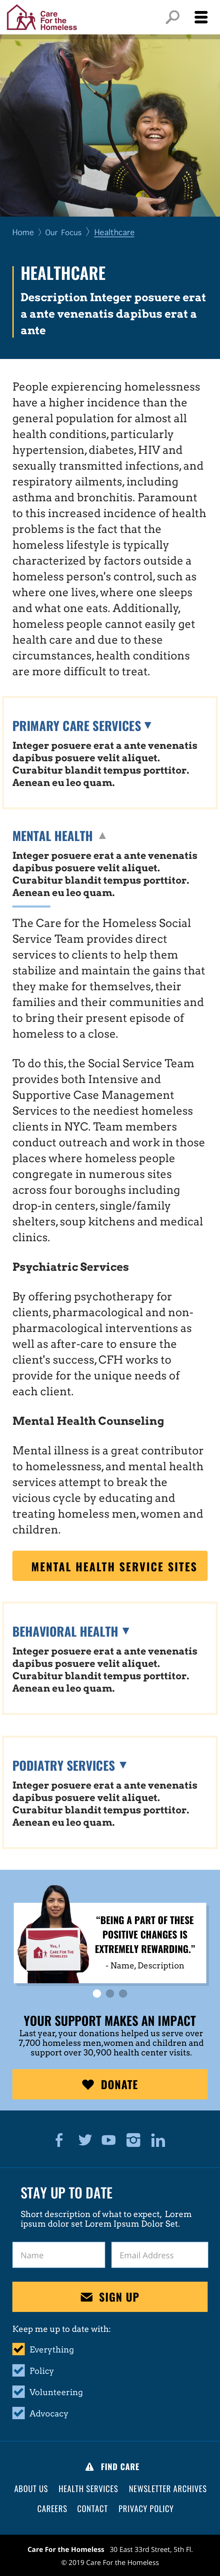 Care
For the
Homeless
Home > Our Focus > Healthcare
HEALTHCARE
Description Integer posuere erat
a ante venenatis dapibus erat a
ante
People expierencing homelessness
have a higher incidence than the
general population for almost all
health conditions, particularly
hypertension, diabetes, HIV and
sexually transmitted infections, and
respiratory ailments, including
asthma and bronchitis. Paramount
to this increased incidence of health
problems is the fact that the
homeless lifestyle is typically
characterized by factors outside a
homeless person's control, such as
where one lives, where one sleeps
and what one eats. Additionally,
homeless people cannot easily get
health care and due to these
circumstances, health conditions
are more difficult to treat.
PRIMARY CARE SERVICES
Integer posuere erat a ante venenatis
dapibus posuere velit aliquet.
Curabitur blandit tempus porttitor.
Aenean eu leo quam.
MENTAL HEALTH
Integer posuere erat a ante venenatis
dapibus posuere velit aliquet.
Curabitur blandit tempus porttitor.
Aenean eu leo quam.
The Care for the Homeless Social
Service Team provides direct
services to clients to help them
stabilize and maintain the gains that
they make for themselves, their
families and their communities and
to bring their present episode of
homeless to a close.
To do this, the Social Service Team
provides both Intensive and
Supportive Case Management
Services to the neediest homeless
clients in NYC. Team members
conduct outreach and work in those
places where homeless people
congregate in numerous sites
across four boroughs including
drop-in centers, single/family
shelters, soup kitchens and medical
clinics.
Psychiatric Services
By offering psychotherapy for
clients, pharmacological and non-
pharmacological interventions as
well as after-care to ensure the
client's success, CFH works to
provide for the unique needs of
each client.
Mental Health Counseling
Mental illness is a great contributor
to homelessness, and mental health
services attempt to break the
vicious cycle by educating and
treating homeless men, women and
children.
MENTAL HEALTH SERVICE SITES
BEHAVIORAL HEALTH
Integer posuere erat a ante venenatis
dapibus posuere velit aliquet.
Curabitur blandit tempus porttitor.
Aenean eu leo quam.
PODIATRY SERVICES
Integer posuere erat a ante venenatis
dapibus posuere velit aliquet.
Curabitur blandit tempus porttitor.
Aenean eu leo quam.
"BEING A PART OF THESE
POSITIVE CHANGES IS
EXTREMELY REWARDING."
- Name, Description
Yes, I
CARE FOR THE
HOMELESS
YOUR SUPPORT MAKES AN IMPACT
Last year, your donations helped us serve over
7,700 homeless men, women and children and
support over 30,900 health center visits.
DONATE
STAY UP TO DATE
Short description of what to expect, Lorem
ipsum dolor set Lorem Ipsum Dolor Set.
Name Email Address
SIGN UP
Keep me up to date with:
Everything
Policy
Volunteering
Advocacy
FIND CARE
ABOUT US HEALTH SERVICES NEWSLETTER ARCHIVES
CAREERS CONTACT PRIVACY POLICY
Care For the Homeless 30 East 33rd Street, 5th Fl.
© 2019 Care For the Homeless